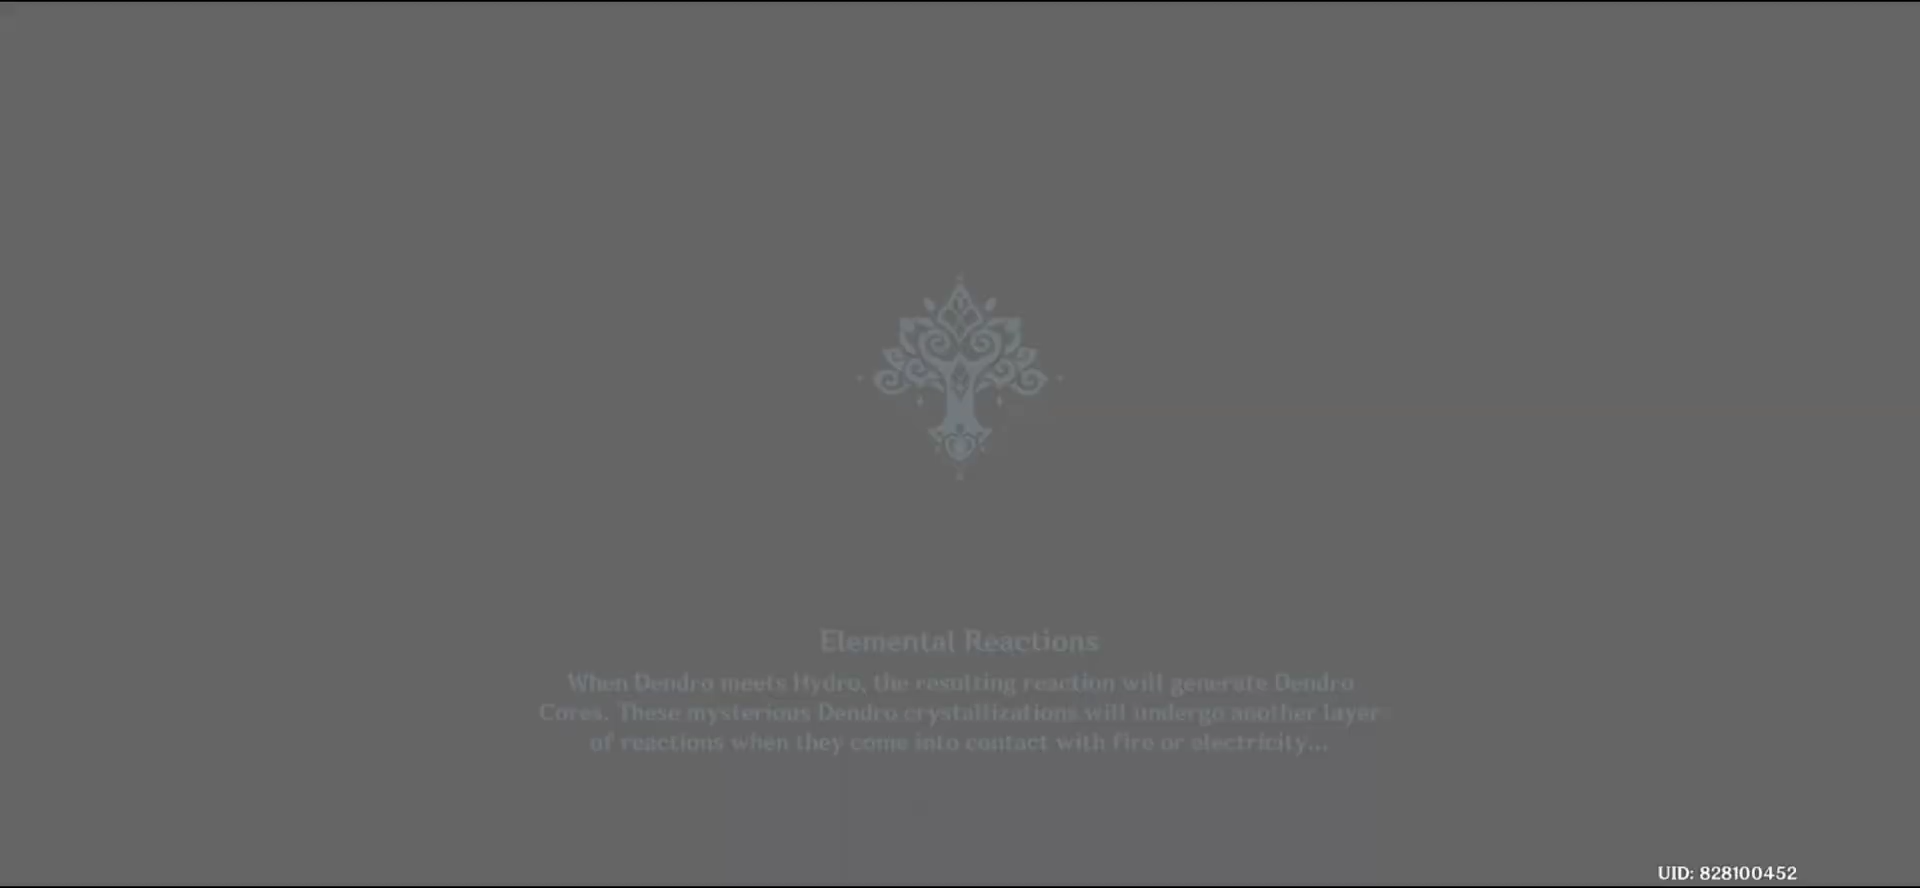 Elemental Reactions
When Dendro meets Hydro, the resulting reaction will generate Dendro
Cores. These mysterious Dendro crystallizations will undergo another layer
of reactions when they come into contact with fire or electricity...
UID: 828100452